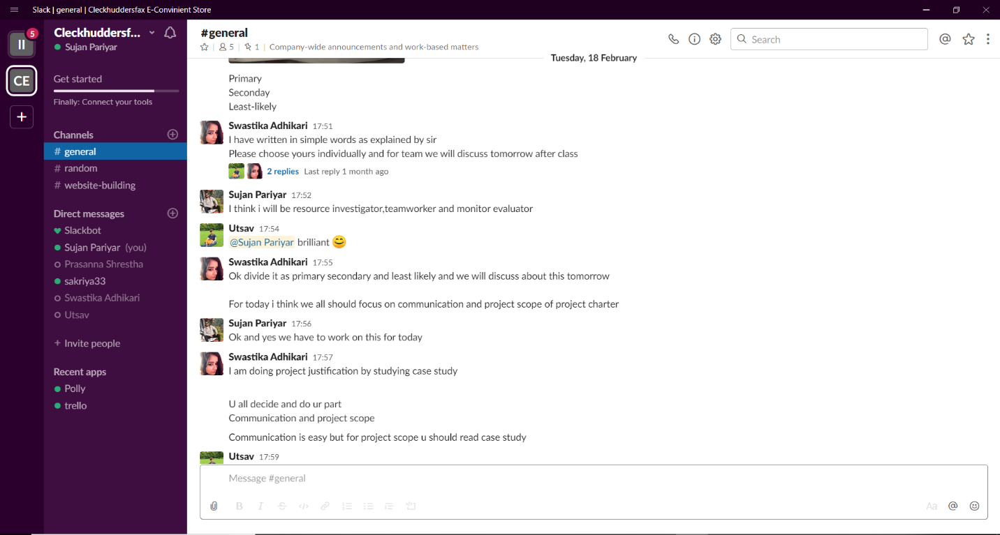 Slack | general | Cleckhuddersfax E-Convinient Store
5
II
CE
+
Cleckhuddersf...
Sujan Pariyar
Get started
Finally: Connect your tools
Channels
# general
# random
# website-building
Direct messages
Slackbot
Sujan Pariyar (you)
Prasanna Shrestha
sakriya33
Swastika Adhikari
Utsav
+ Invite people
Recent apps
Polly
trello
#general
5 | 1 | Company-wide announcements and work-based matters
Search
Tuesday, 18 February
Primary
Seconday
Least-likely
Swastika Adhikari 17:51
I have written in simple words as explained by sir
Please choose yours individually and for team we will discuss tomorrow after class
2 replies Last reply 1 month ago
Sujan Pariyar 17:52
I think i will be resource investigator,teamworker and monitor evaluator
Utsav 17:54
@Sujan Pariyar brilliant 😊
Swastika Adhikari 17:55
Ok divide it as primary secondary and least likely and we will discuss about this tomorrow
For today i think we all should focus on communication and project scope of project charter
Sujan Pariyar 17:56
Ok and yes we have to work on this for today
Swastika Adhikari 17:57
I am doing project justification by studying case study
U all decide and do ur part
Communication and project scope
Communication is easy but for project scope u should read case study
Utsav 17:59
Message #general
B I S </> Aa @